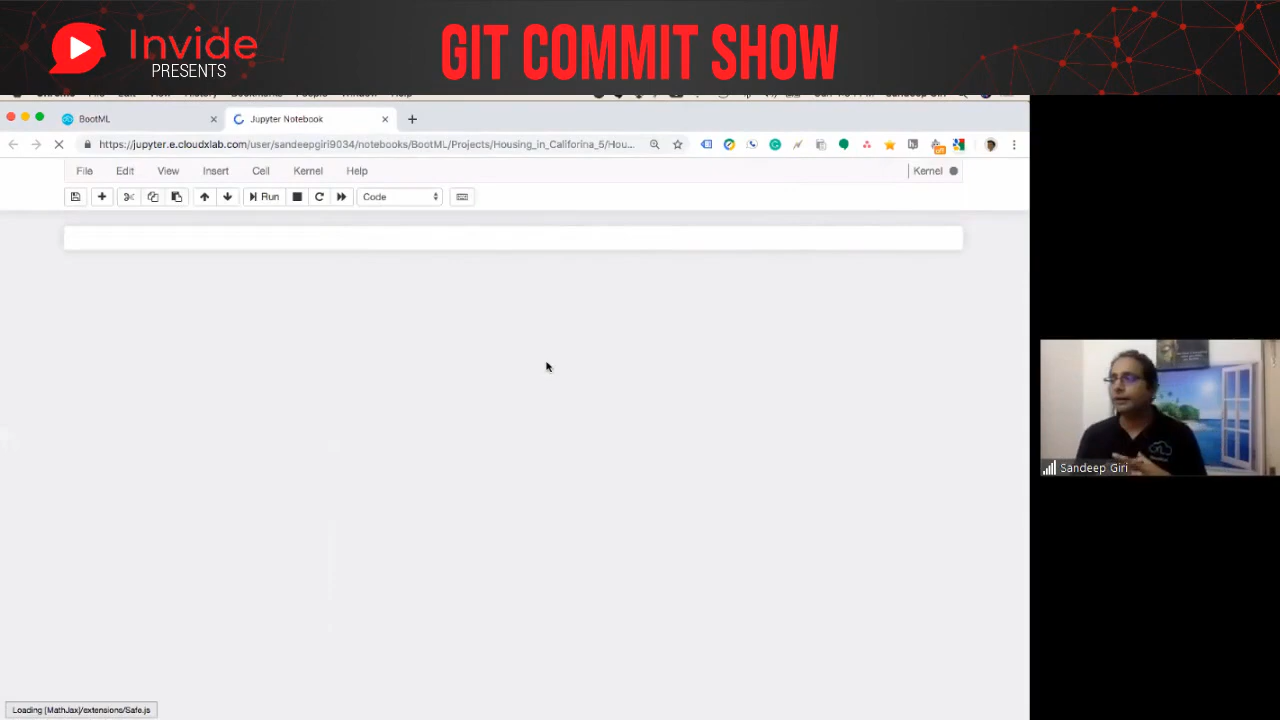 Invide
PRESENTS
GIT COMMIT SHOW
BootML
Jupyter Notebook
https://jupyter.e.cloudxlab.com/user/sandeepgiri9034/notebooks/BootML/Projects/Housing_in_Califorina_5/Hou...
File Edit View Insert Cell Kernel Help
Kernel
Run
Code
Sandeep Giri
Loading [MathJax]/extensions/Safe.js